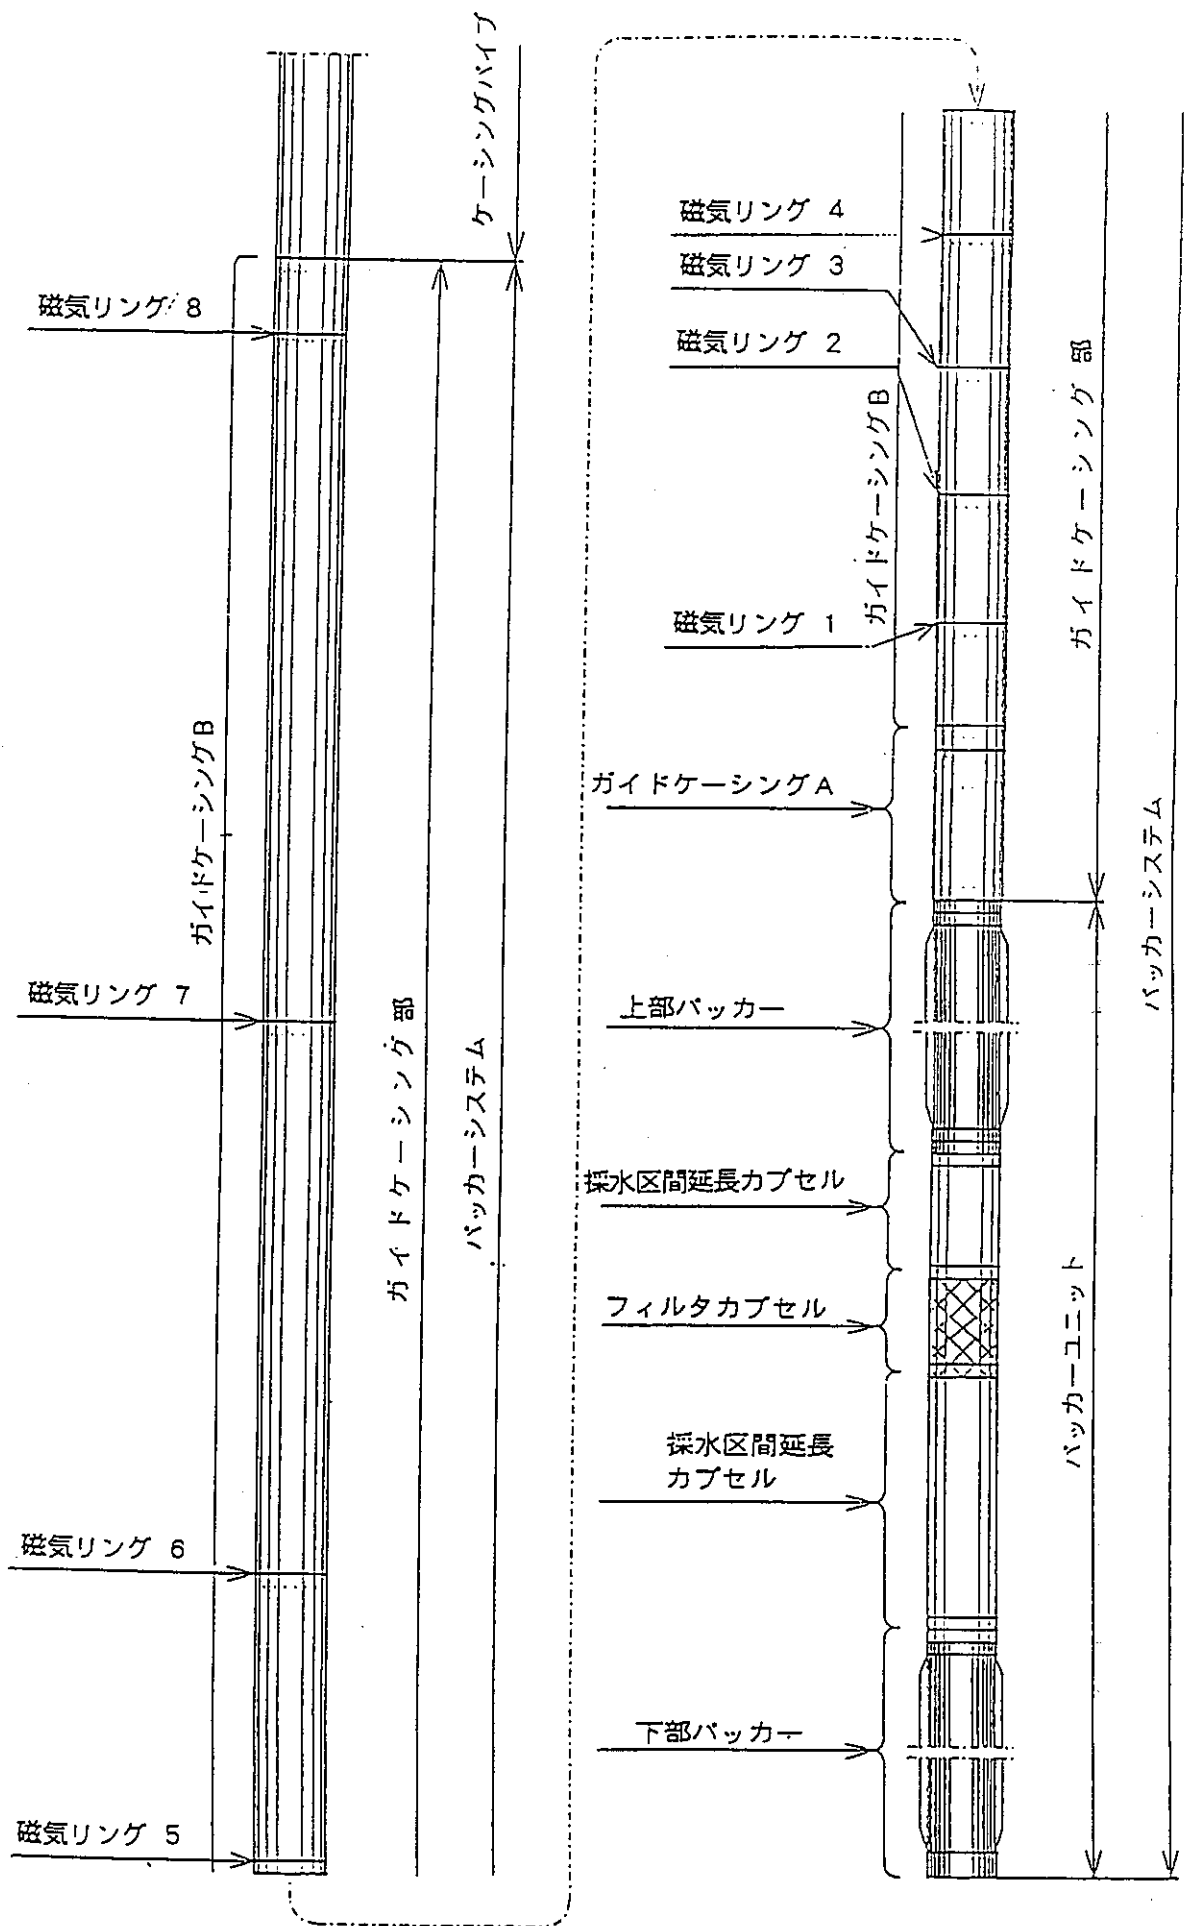 ケーシングパイプ
磁気リング 8
ガイドケーシングB
磁気リング 7
ガイドケーシング部
パッカーシステム
磁気リング 6
磁気リング 5
磁気リング 4
磁気リング 3
磁気リング 2
ガイドケーシングB
磁気リング 1
ガイドケーシング部
ガイドケーシングA
パッカーシステム
上部パッカー
採水区間延長カプセル
フィルタカプセル
パッカーユニット
採水区間延長
カプセル
下部パッカー